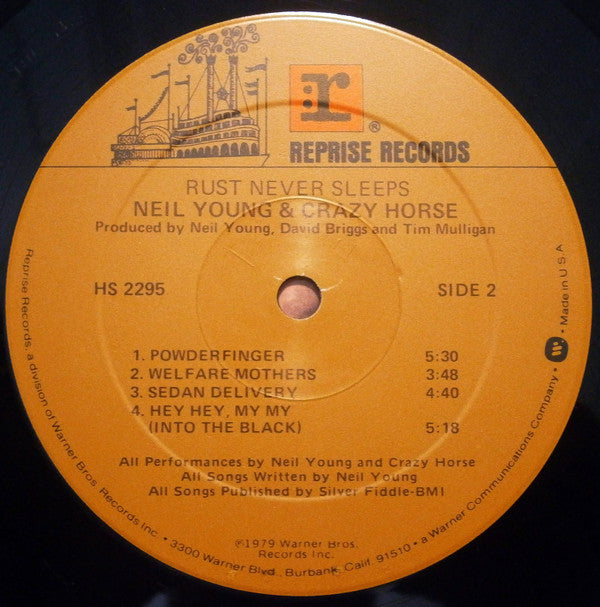 r
®
REPRISE RECORDS
RUST NEVER SLEEPS
NEIL YOUNG & CRAZY HORSE
Produced by Neil Young, David Briggs and Tim Mulligan
HS 2295
SIDE 2
1. POWDERFINGER 5:30
2. WELFARE MOTHERS 3:48
3. SEDAN DELIVERY 4:40
4. HEY HEY, MY MY
(INTO THE BLACK) 5:18
All Performances by Neil Young and Crazy Horse
All Songs Written by Neil Young
All Songs Published by Silver Fiddle-BMI
℗1979 Warner Bros.
Records Inc.
Reprise Records, a division of Warner Bros. Records Inc. • 3300 Warner Blvd., Burbank, Calif. 91510 • a Warner Communications Company • W • Made in U.S.A.